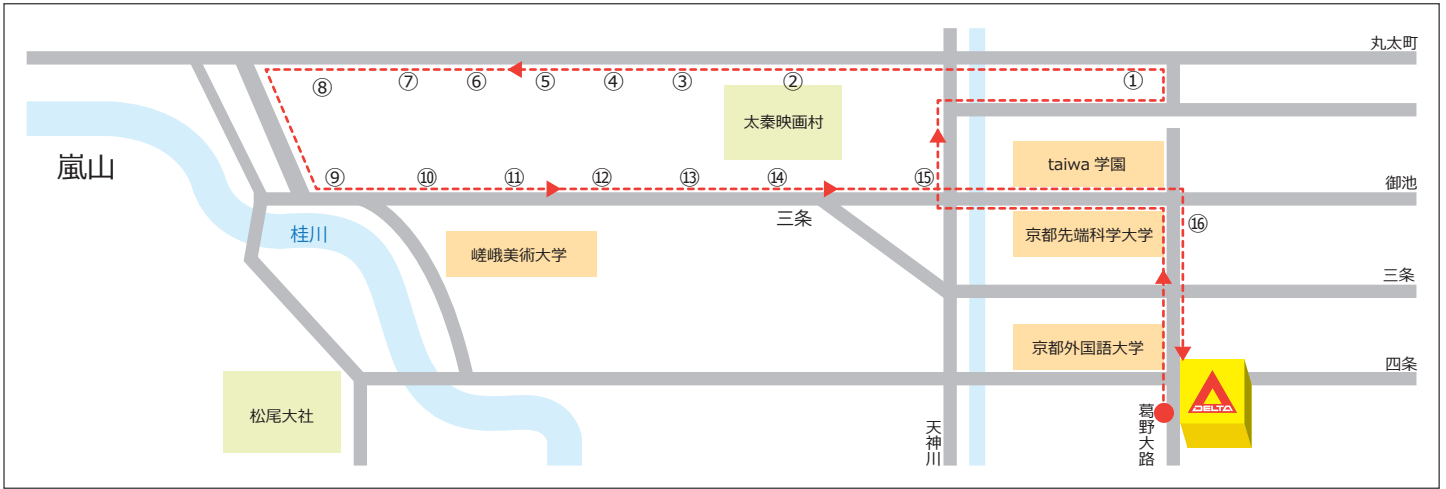 丸太町
①
②
③
④
⑤
⑥
⑦
⑧
太秦映画村
嵐山
taiwa 学園
⑨
⑩
⑪
⑫
⑬
⑭
⑮
御池
三条
⑯
桂川
嵯峨美術大学
京都先端科学大学
三条
京都外国語大学
四条
DELTA
松尾大社
天神川
葛野大路